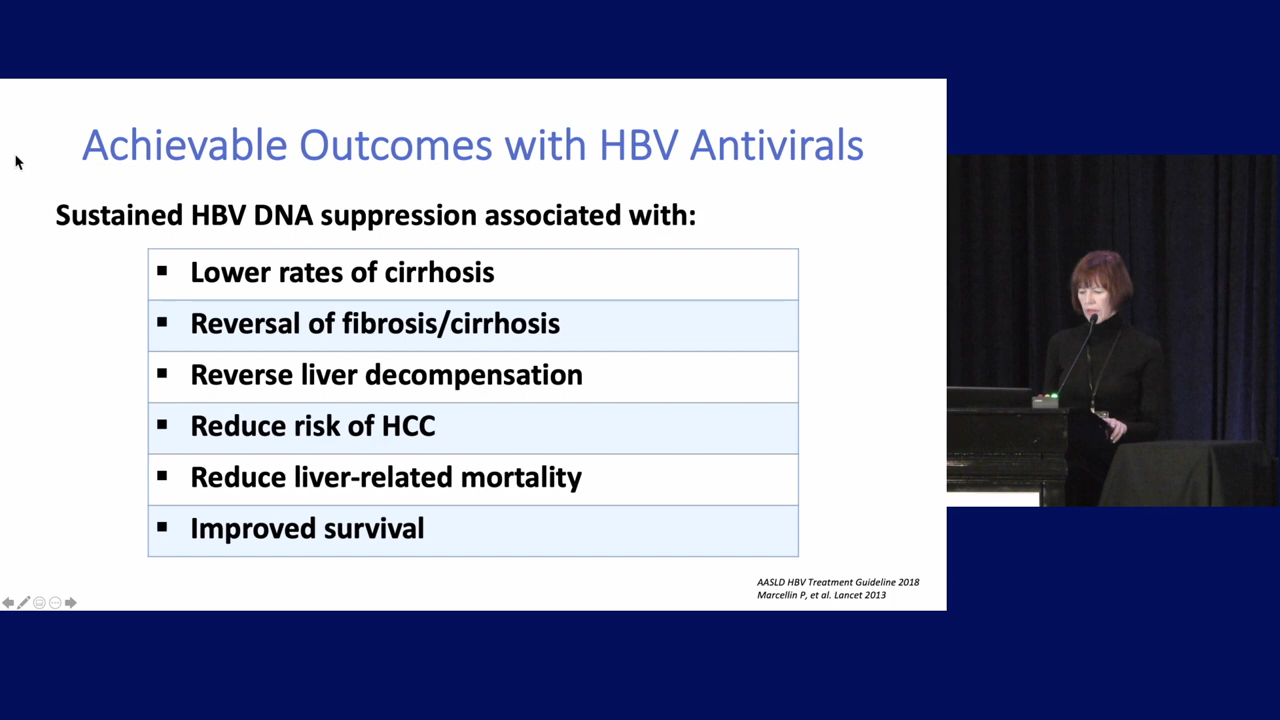 Achievable Outcomes with HBV Antivirals
Sustained HBV DNA suppression associated with:
▪ Lower rates of cirrhosis
▪ Reversal of fibrosis/cirrhosis
▪ Reverse liver decompensation
▪ Reduce risk of HCC
▪ Reduce liver-related mortality
▪ Improved survival
AASLD HBV Treatment Guideline 2018
Marcellin P, et al. Lancet 2013